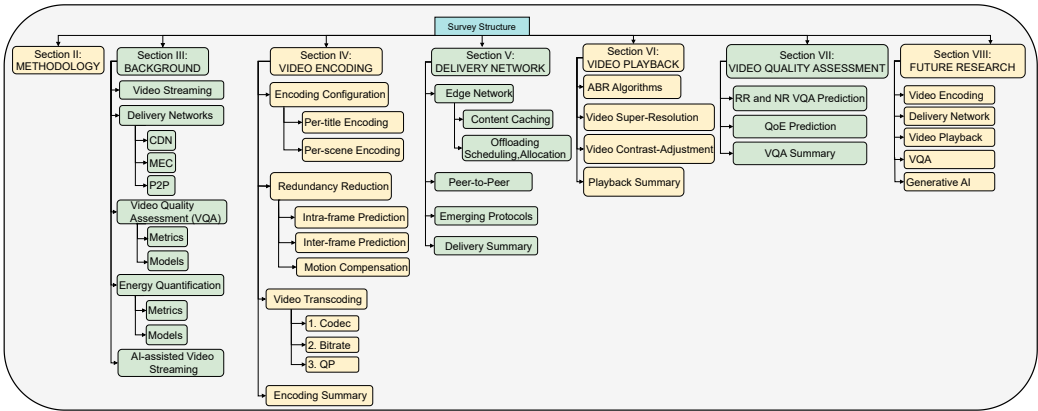 Survey Structure
Section II:
METHODOLOGY
Section III:
BACKGROUND
Video Streaming
Delivery Networks
CDN
MEC
P2P
Video Quality
Assessment (VQA)
Metrics
Models
Energy Quantification
Metrics
Models
AI-assisted Video
Streaming
Section IV:
VIDEO ENCODING
Encoding Configuration
Per-title Encoding
Per-scene Encoding
Redundancy Reduction
Intra-frame Prediction
Inter-frame Prediction
Motion Compensation
Video Transcoding
1. Codec
2. Bitrate
3. QP
Encoding Summary
Section V:
DELIVERY NETWORK
Edge Network
Content Caching
Offloading
Scheduling,Allocation
Peer-to-Peer
Emerging Protocols
Delivery Summary
Section VI:
VIDEO PLAYBACK
ABR Algorithms
Video Super-Resolution
Video Contrast-Adjustment
Playback Summary
Section VII:
VIDEO QUALITY ASSESSMENT
RR and NR VQA Prediction
QoE Prediction
VQA Summary
Section VIII:
FUTURE RESEARCH
Video Encoding
Delivery Network
Video Playback
VQA
Generative AI